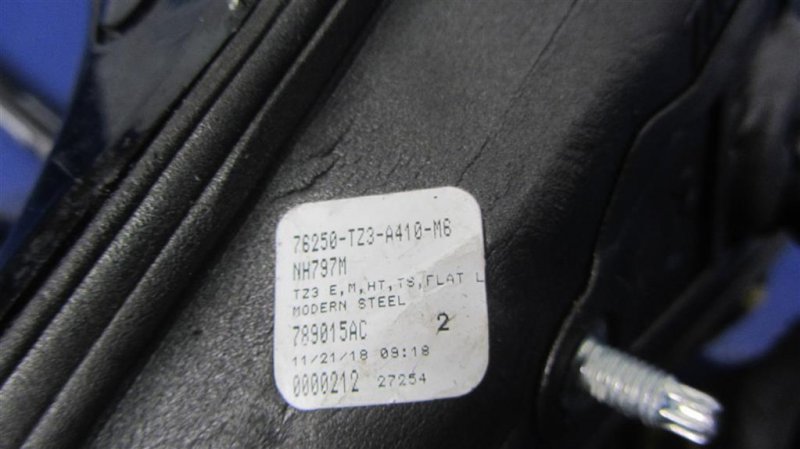 76250-TZ3-A410-M6
NH797M
TZ3 E,M,HT,TS,FLAT L
MODERN STEEL
789015AC 2
11/21/18 09:18
0000212 27254